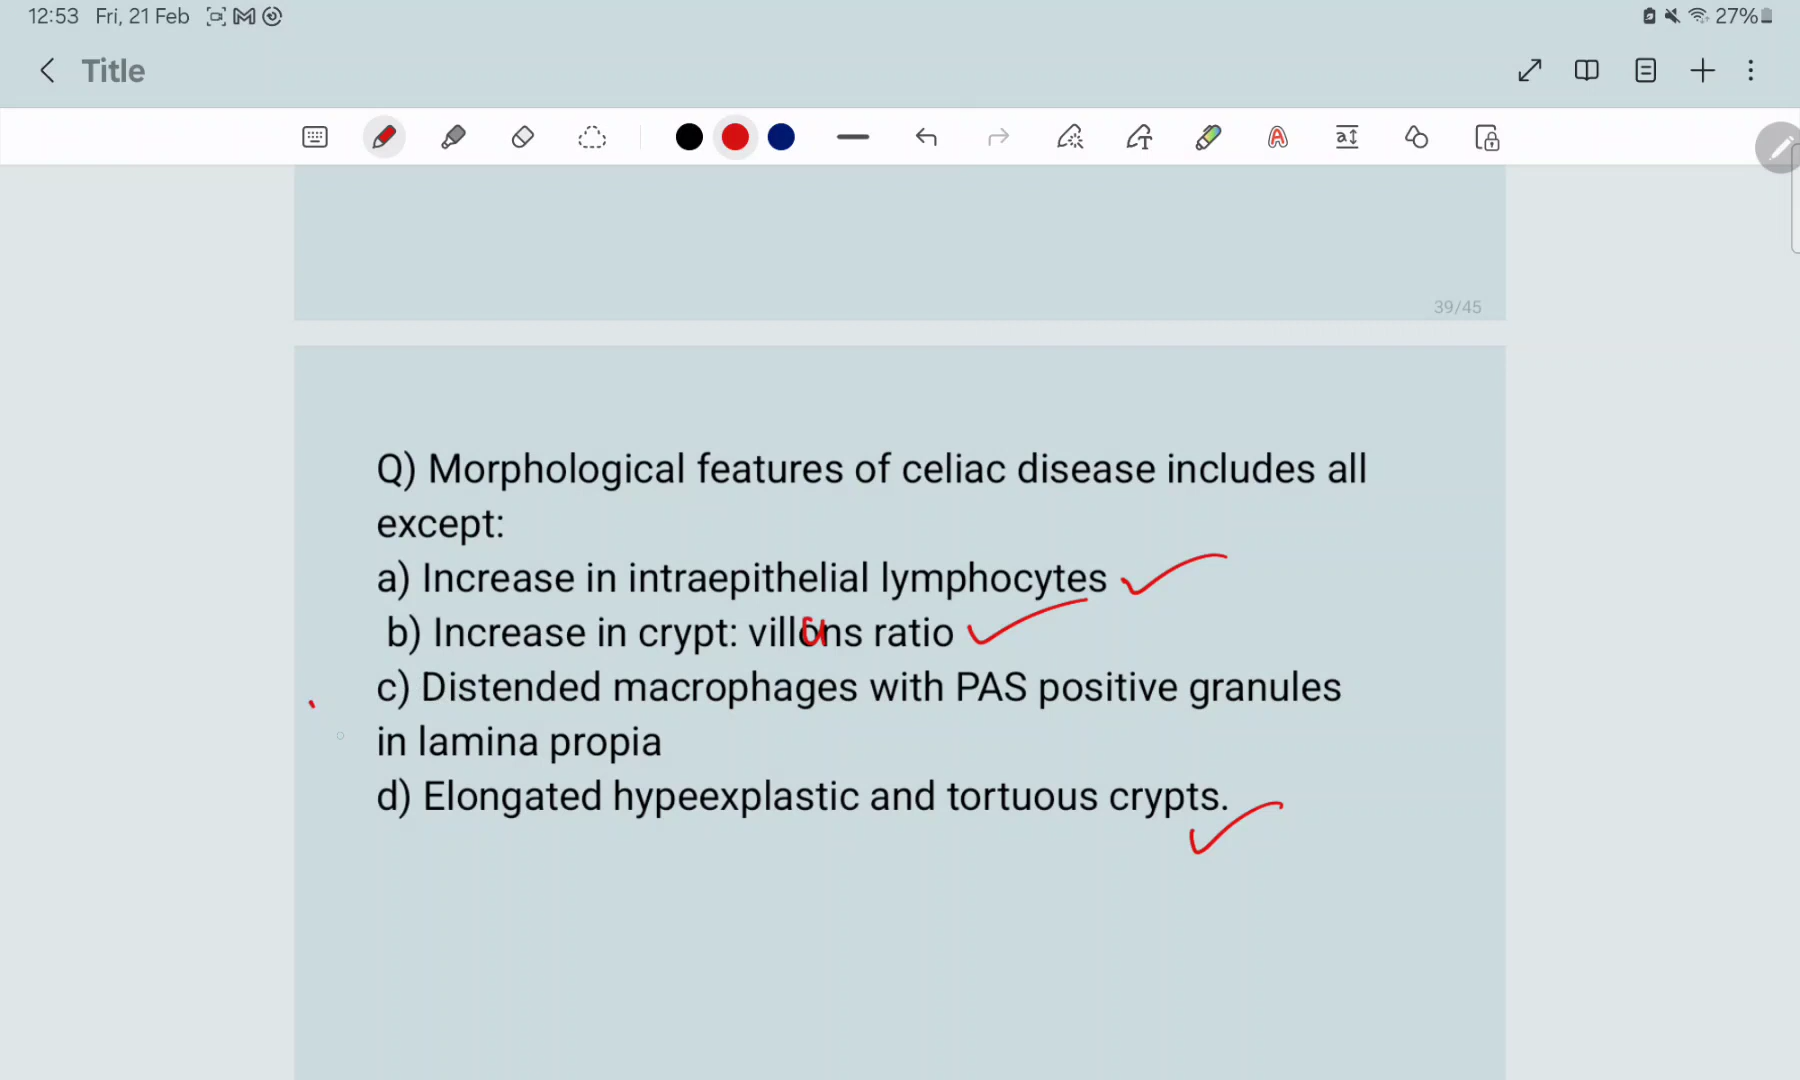 12:53 Fri, 21 Feb
27%
Title
39/45
Q) Morphological features of celiac disease includes all
except:
a) Increase in intraepithelial lymphocytes
b) Increase in crypt: villons ratio
u
c) Distended macrophages with PAS positive granules
in lamina propia
d) Elongated hypeexplastic and tortuous crypts.